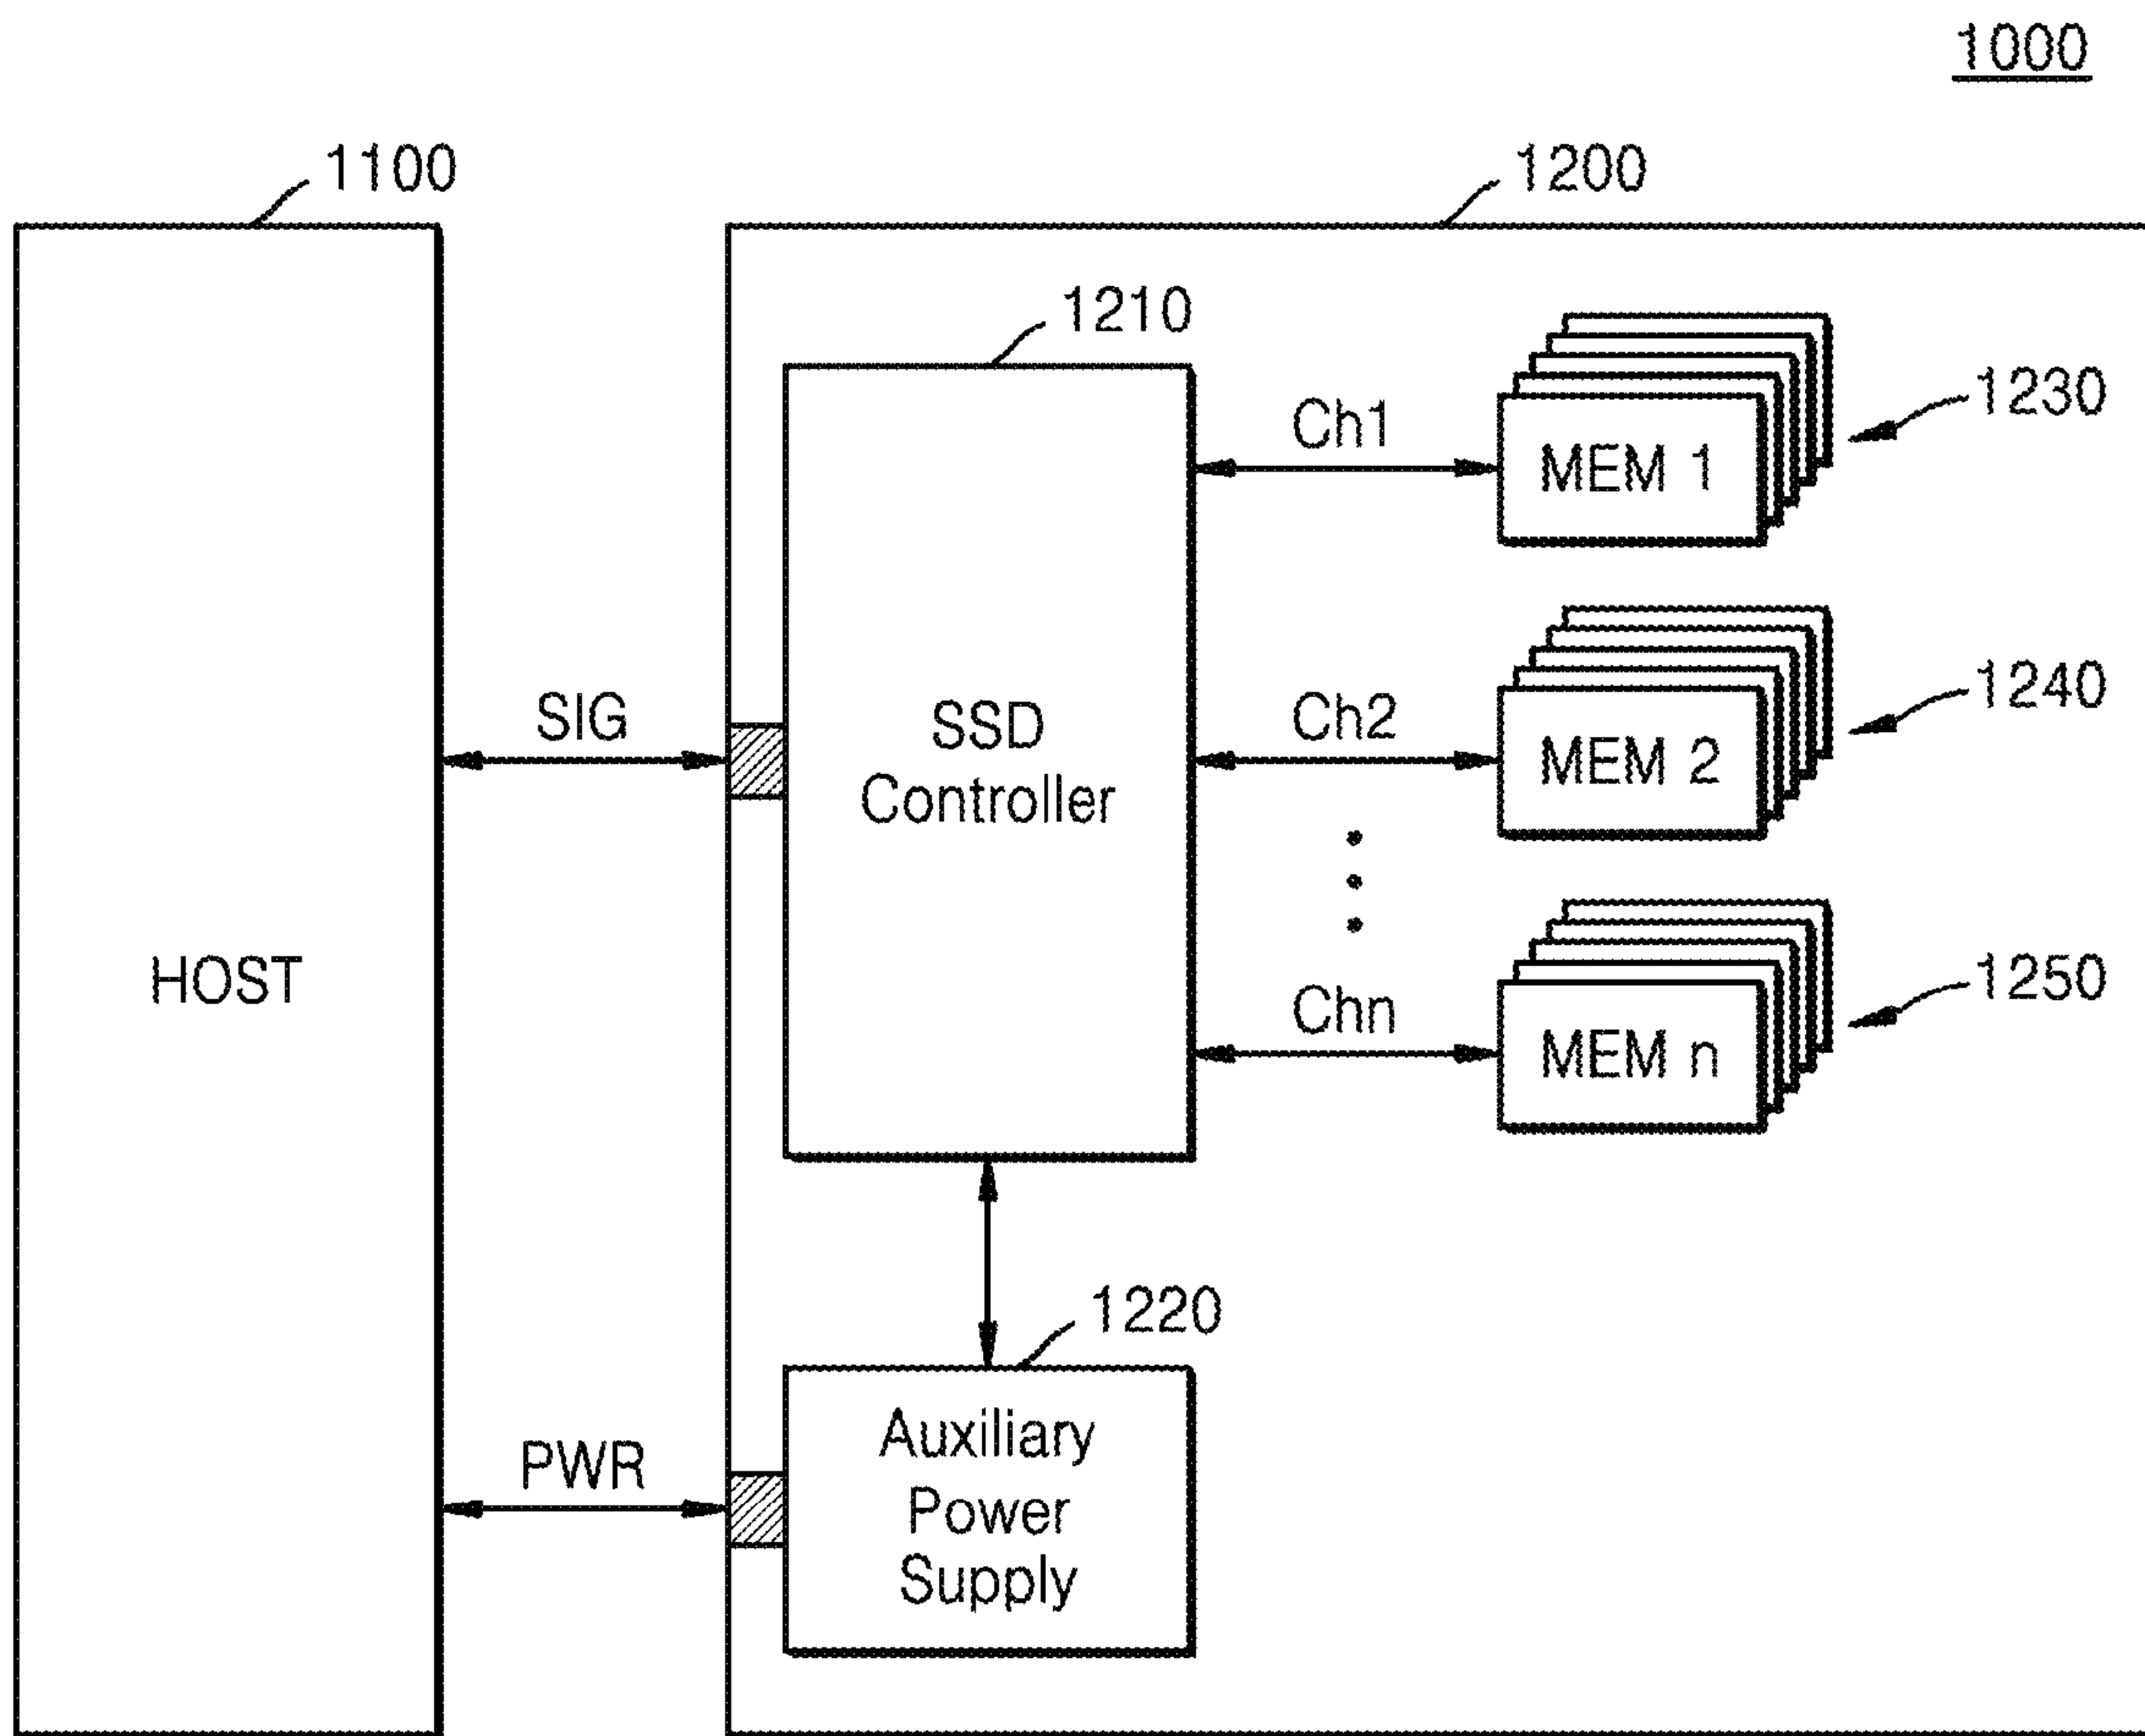 1000
1100
1200
1210
Ch1
MEM 1
1230
SIG
SSD
Controller
Ch2
MEM 2
1240
HOST
Chn
MEM n
1250
1220
PWR
Auxiliary
Power
Supply